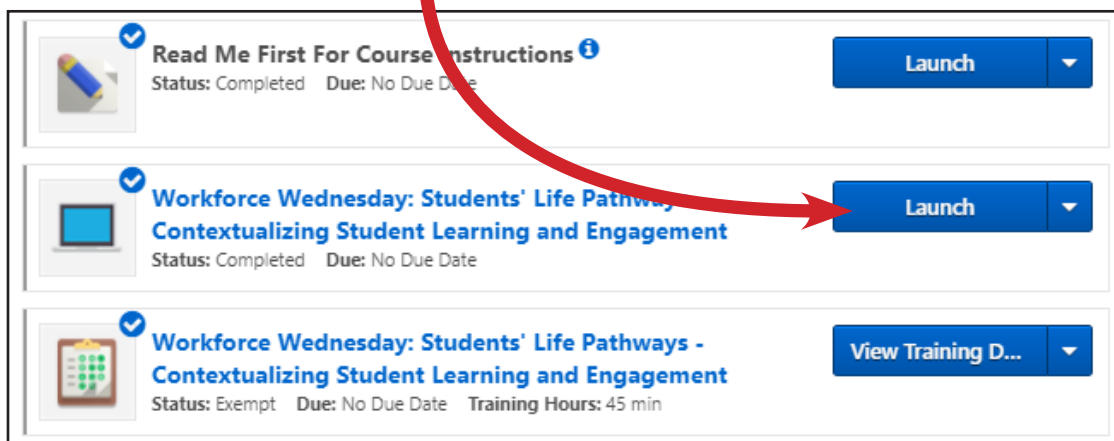 Read Me First For Course Instructions
Status: Completed Due: No Due Date
Launch
Workforce Wednesday: Students' Life Pathways
Contextualizing Student Learning and Engagement
Status: Completed Due: No Due Date
Launch
Workforce Wednesday: Students' Life Pathways -
Contextualizing Student Learning and Engagement
Status: Exempt Due: No Due Date Training Hours: 45 min
View Training D...